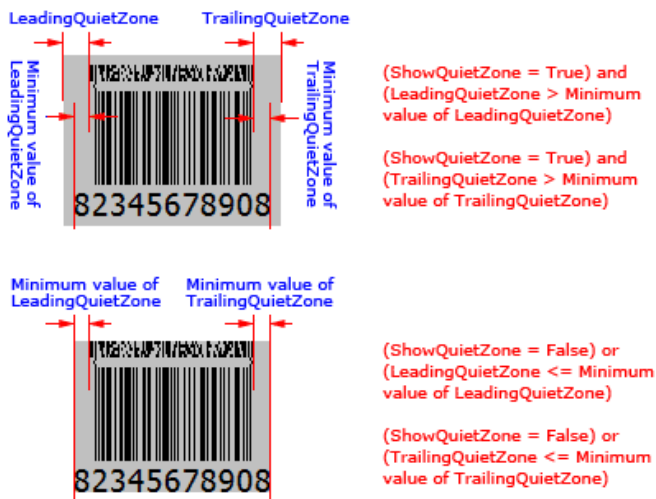 LeadingQuietZone
TrailingQuietZone
Minimum value of
LeadingQuietZone
Minimum value of
TrailingQuietZone
82345678908
(ShowQuietZone = True) and
(LeadingQuietZone > Minimum
value of LeadingQuietZone)
(ShowQuietZone = True) and
(TrailingQuietZone > Minimum
value of TrailingQuietZone)
Minimum value of
LeadingQuietZone
Minimum value of
TrailingQuietZone
82345678908
(ShowQuietZone = False) or
(LeadingQuietZone <= Minimum
value of LeadingQuietZone)
(ShowQuietZone = False) or
(TrailingQuietZone <= Minimum
value of TrailingQuietZone)